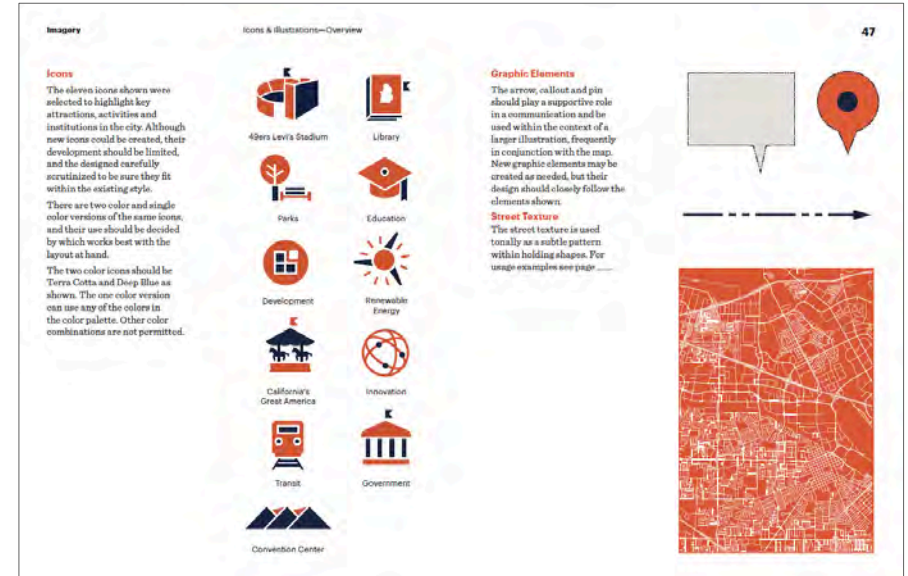 Imagery
Icons & Illustrations—Overview
47
Icons
The eleven icons shown were
selected to highlight key
attractions, activities and
institutions in the city. Although
new icons could be created, their
development should be limited,
and the designed carefully
scrutinized to be sure they fit
within the existing style.
There are two color and single
color versions of the same icons,
and their use should be decided
by which works best with the
layout at hand.
The two color icons should be
Terra Cotta and Deep Blue as
shown. The one color version
can use any of the colors in
the color palette. Other color
combinations are not permitted.
49ers Levi's Stadium
Library
Parks
Education
Development
Renewable
Energy
California's
Great America
Innovation
Transit
Government
Convention Center
Graphic Elements
The arrow, callout and pin
should play a supportive role
in a communication and be
used within the context of a
larger illustration, frequently
in conjunction with the map.
New graphic elements may be
created as needed, but their
design should closely follow the
elements shown.
Street Texture
The street texture is used
tonally as a subtle pattern
within holding shapes. For
usage examples see page ___